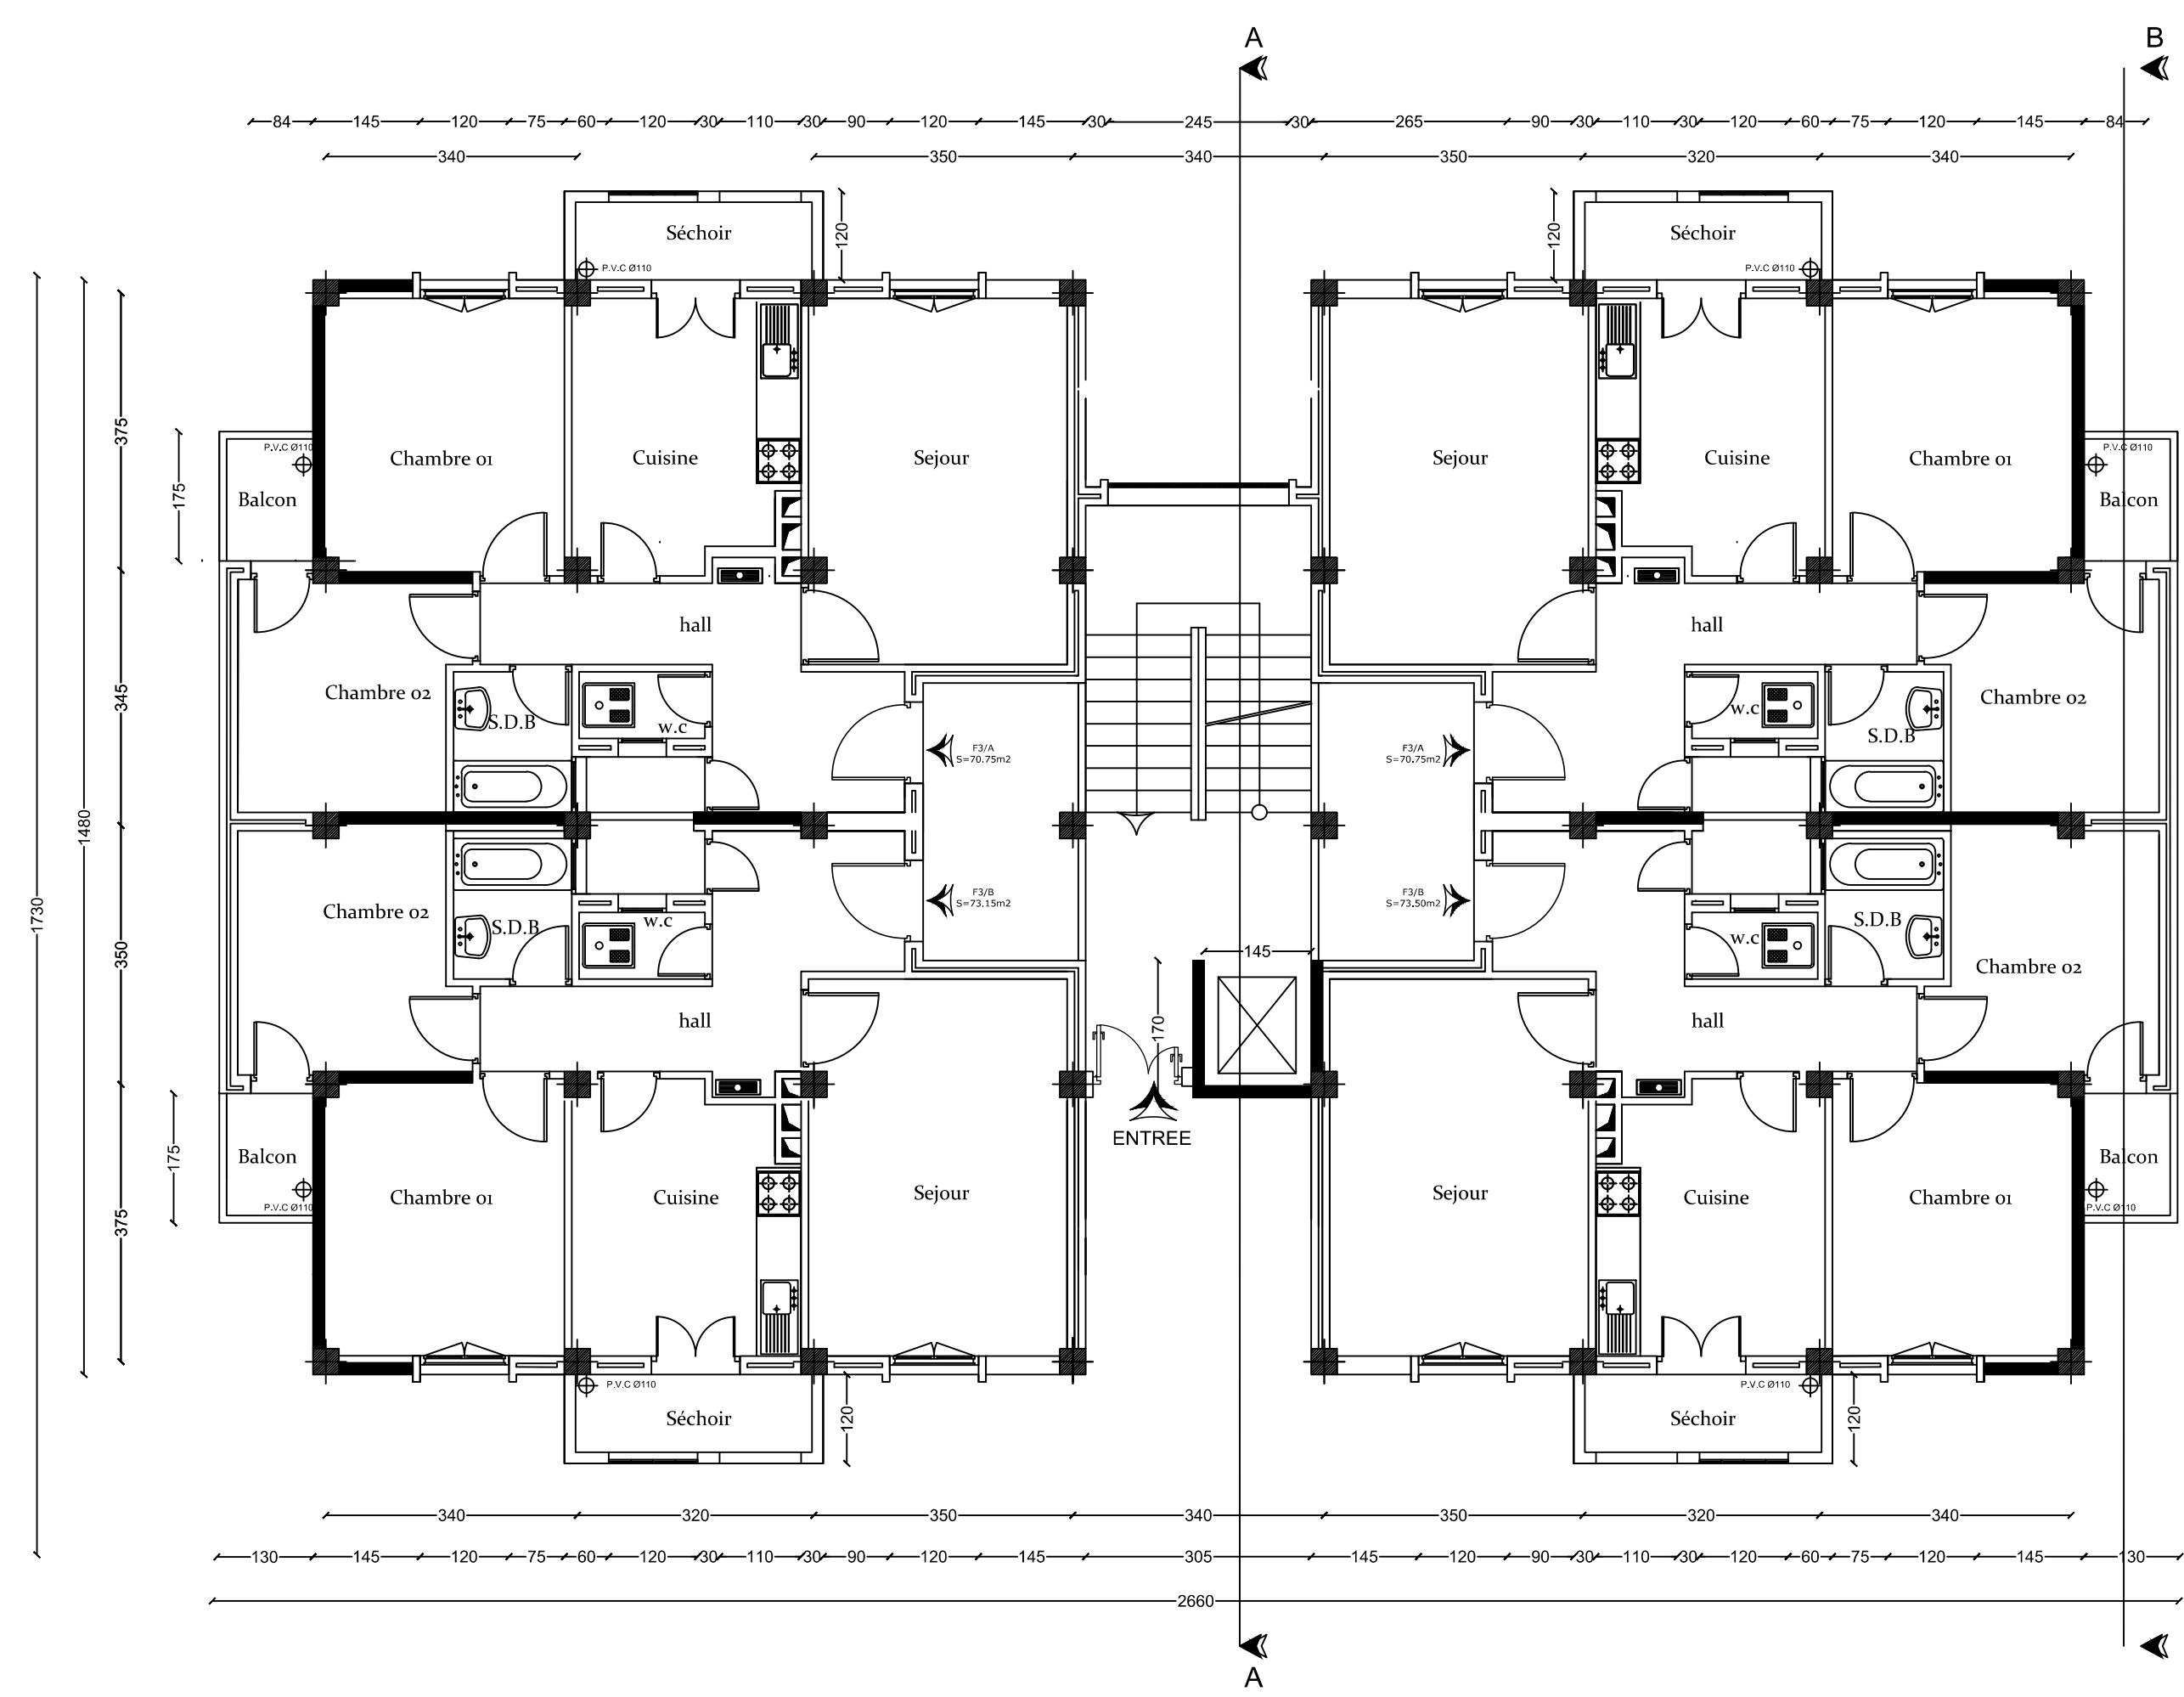 A
B
84 145 120 75 60 120 30 110 30 90 120 145 30 245 30 265 90 30 110 30 120 60 75 120 145 84
340 350 340 350 320 340
120
120
Séchoir
Séchoir
P.V.C Ø110
P.V.C Ø110
375
175
P.V.C Ø110
P.V.C Ø110
Chambre 01
Cuisine
Sejour
Sejour
Cuisine
Chambre 01
Balcon
Balcon
hall
hall
345
Chambre 02
S.D.B
w.c
w.c
S.D.B
Chambre 02
F3/A
S=70.75m2
F3/A
S=70.75m2
1480
1730
F3/B
S=73.15m2
F3/B
S=73.50m2
Chambre 02
S.D.B
w.c
w.c
S.D.B
Chambre 02
350
145
170
hall
hall
ENTREE
175
Balcon
Balcon
Chambre 01
Cuisine
Sejour
Sejour
Cuisine
Chambre 01
P.V.C Ø110
P.V.C Ø110
375
P.V.C Ø110
P.V.C Ø110
Séchoir
Séchoir
120
120
340 320 350 340 350 320 340
130 145 120 75 60 120 30 110 30 90 120 145 305 145 120 90 30 110 30 120 60 75 120 145 130
2660
A